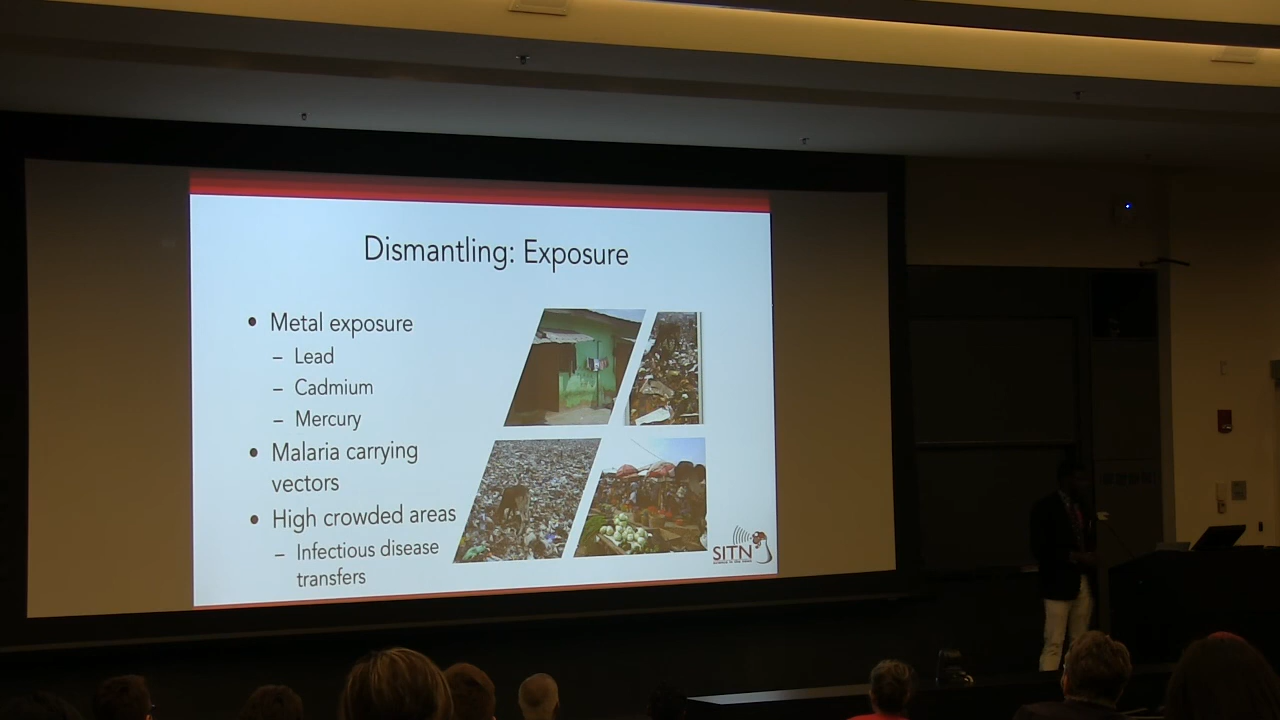 Dismantling: Exposure
• Metal exposure
– Lead
– Cadmium
– Mercury
• Malaria carrying
vectors
• High crowded areas
– Infectious disease
transfers
SITN